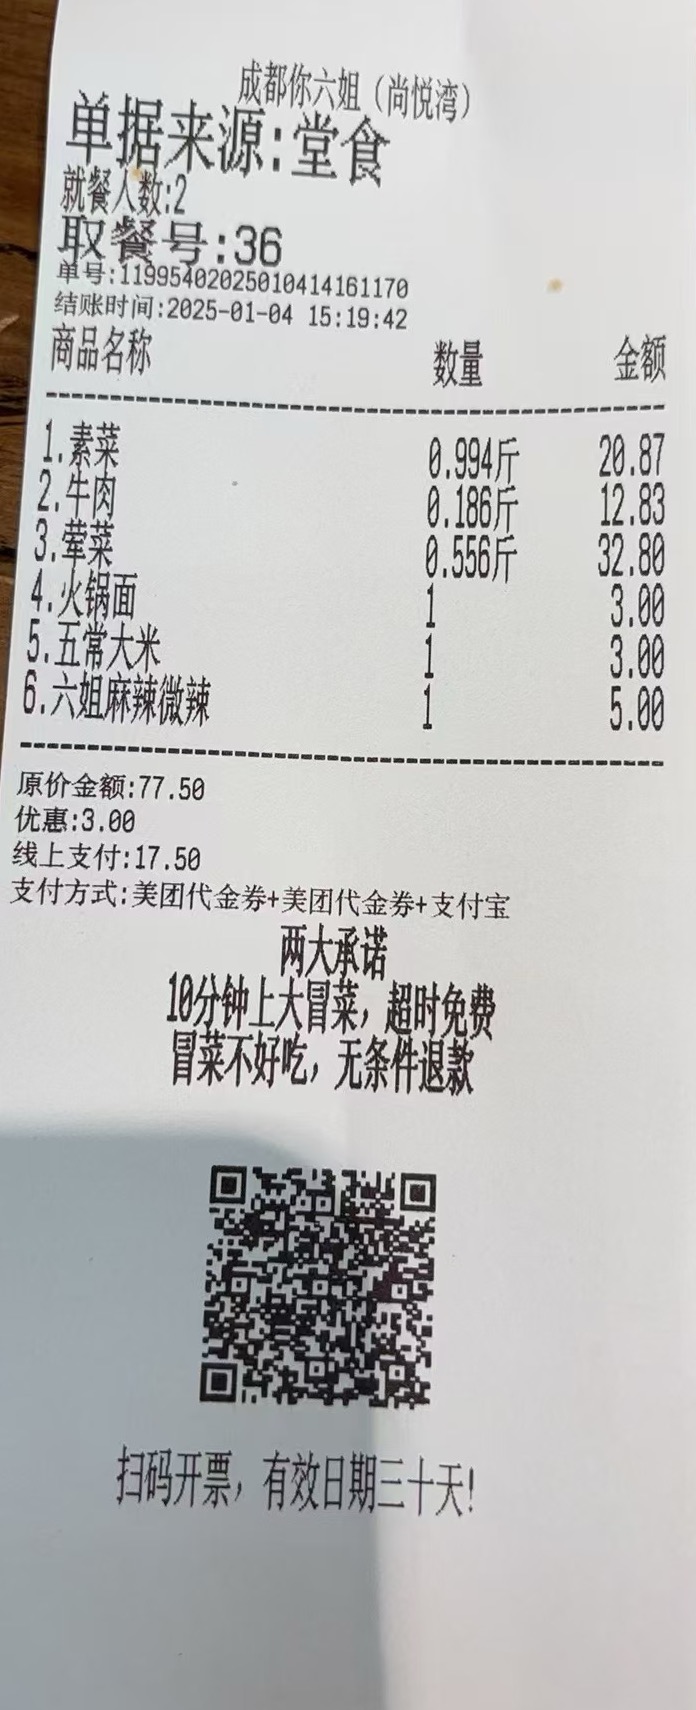 成都你六姐（尚悦湾）
单据来源:堂食
就餐人数:2
取餐号:36
单号:11995402025010414161170
结账时间:2025-01-04 15:19:42
商品名称 数量 金额
1.素菜 0.994斤 20.87
2.牛肉 0.186斤 12.83
3.荤菜 0.556斤 32.80
4.火锅面 1 3.00
5.五常大米 1 3.00
6.六姐麻辣微辣 1 5.00
原价金额:77.50
优惠:3.00
线上支付:17.50
支付方式:美团代金券+美团代金券+支付宝
两大承诺
10分钟上大冒菜，超时免费
冒菜不好吃，无条件退款
扫码开票，有效日期三十天!